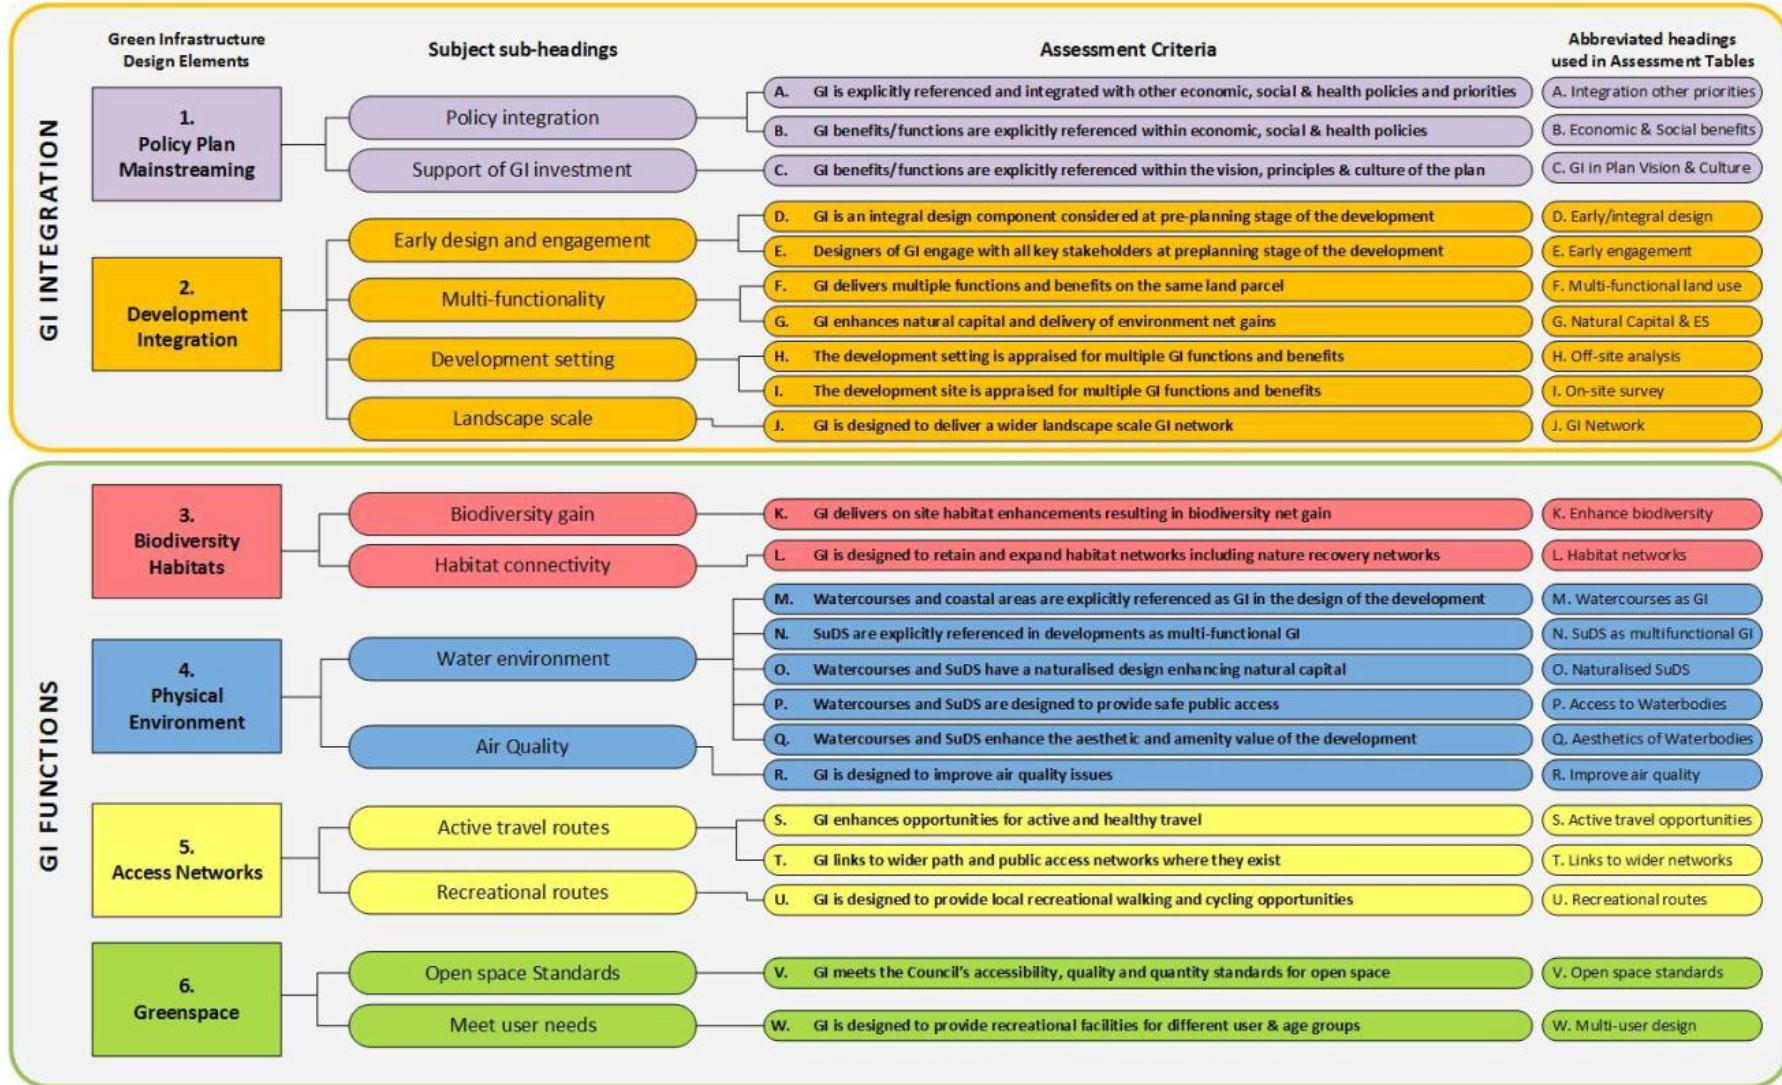 Green Infrastructure
Design Elements
Subject sub-headings
Assessment Criteria
Abbreviated headings
used in Assessment Tables
GI INTEGRATION
1.
Policy Plan
Mainstreaming
Policy integration
Support of GI investment
A. GI is explicitly referenced and integrated with other economic, social & health policies and priorities
A. Integration other priorities
B. GI benefits/functions are explicitly referenced within economic, social & health policies
B. Economic & Social benefits
C. GI benefits/functions are explicitly referenced within the vision, principles & culture of the plan
C. GI in Plan Vision & Culture
2.
Development
Integration
Early design and engagement
Multi-functionality
Development setting
Landscape scale
D. GI is an integral design component considered at pre-planning stage of the development
D. Early/integral design
E. Designers of GI engage with all key stakeholders at preplanning stage of the development
E. Early engagement
F. GI delivers multiple functions and benefits on the same land parcel
F. Multi-functional land use
G. GI enhances natural capital and delivery of environment net gains
G. Natural Capital & ES
H. The development setting is appraised for multiple GI functions and benefits
H. Off-site analysis
I. The development site is appraised for multiple GI functions and benefits
I. On-site survey
J. GI is designed to deliver a wider landscape scale GI network
J. GI Network
GI FUNCTIONS
3.
Biodiversity
Habitats
Biodiversity gain
Habitat connectivity
K. GI delivers on site habitat enhancements resulting in biodiversity net gain
K. Enhance biodiversity
L. GI is designed to retain and expand habitat networks including nature recovery networks
L. Habitat networks
4.
Physical
Environment
Water environment
Air Quality
M. Watercourses and coastal areas are explicitly referenced as GI in the design of the development
M. Watercourses as GI
N. SuDS are explicitly referenced in developments as multi-functional GI
N. SuDS as multifunctional GI
O. Watercourses and SuDS have a naturalised design enhancing natural capital
O. Naturalised SuDS
P. Watercourses and SuDS are designed to provide safe public access
P. Access to Waterbodies
Q. Watercourses and SuDS enhance the aesthetic and amenity value of the development
Q. Aesthetics of Waterbodies
R. GI is designed to improve air quality issues
R. Improve air quality
5.
Access Networks
Active travel routes
Recreational routes
S. GI enhances opportunities for active and healthy travel
S. Active travel opportunities
T. GI links to wider path and public access networks where they exist
T. Links to wider networks
U. GI is designed to provide local recreational walking and cycling opportunities
U. Recreational routes
6.
Greenspace
Open space Standards
Meet user needs
V. GI meets the Council's accessibility, quality and quantity standards for open space
V. Open space standards
W. GI is designed to provide recreational facilities for different user & age groups
W. Multi-user design